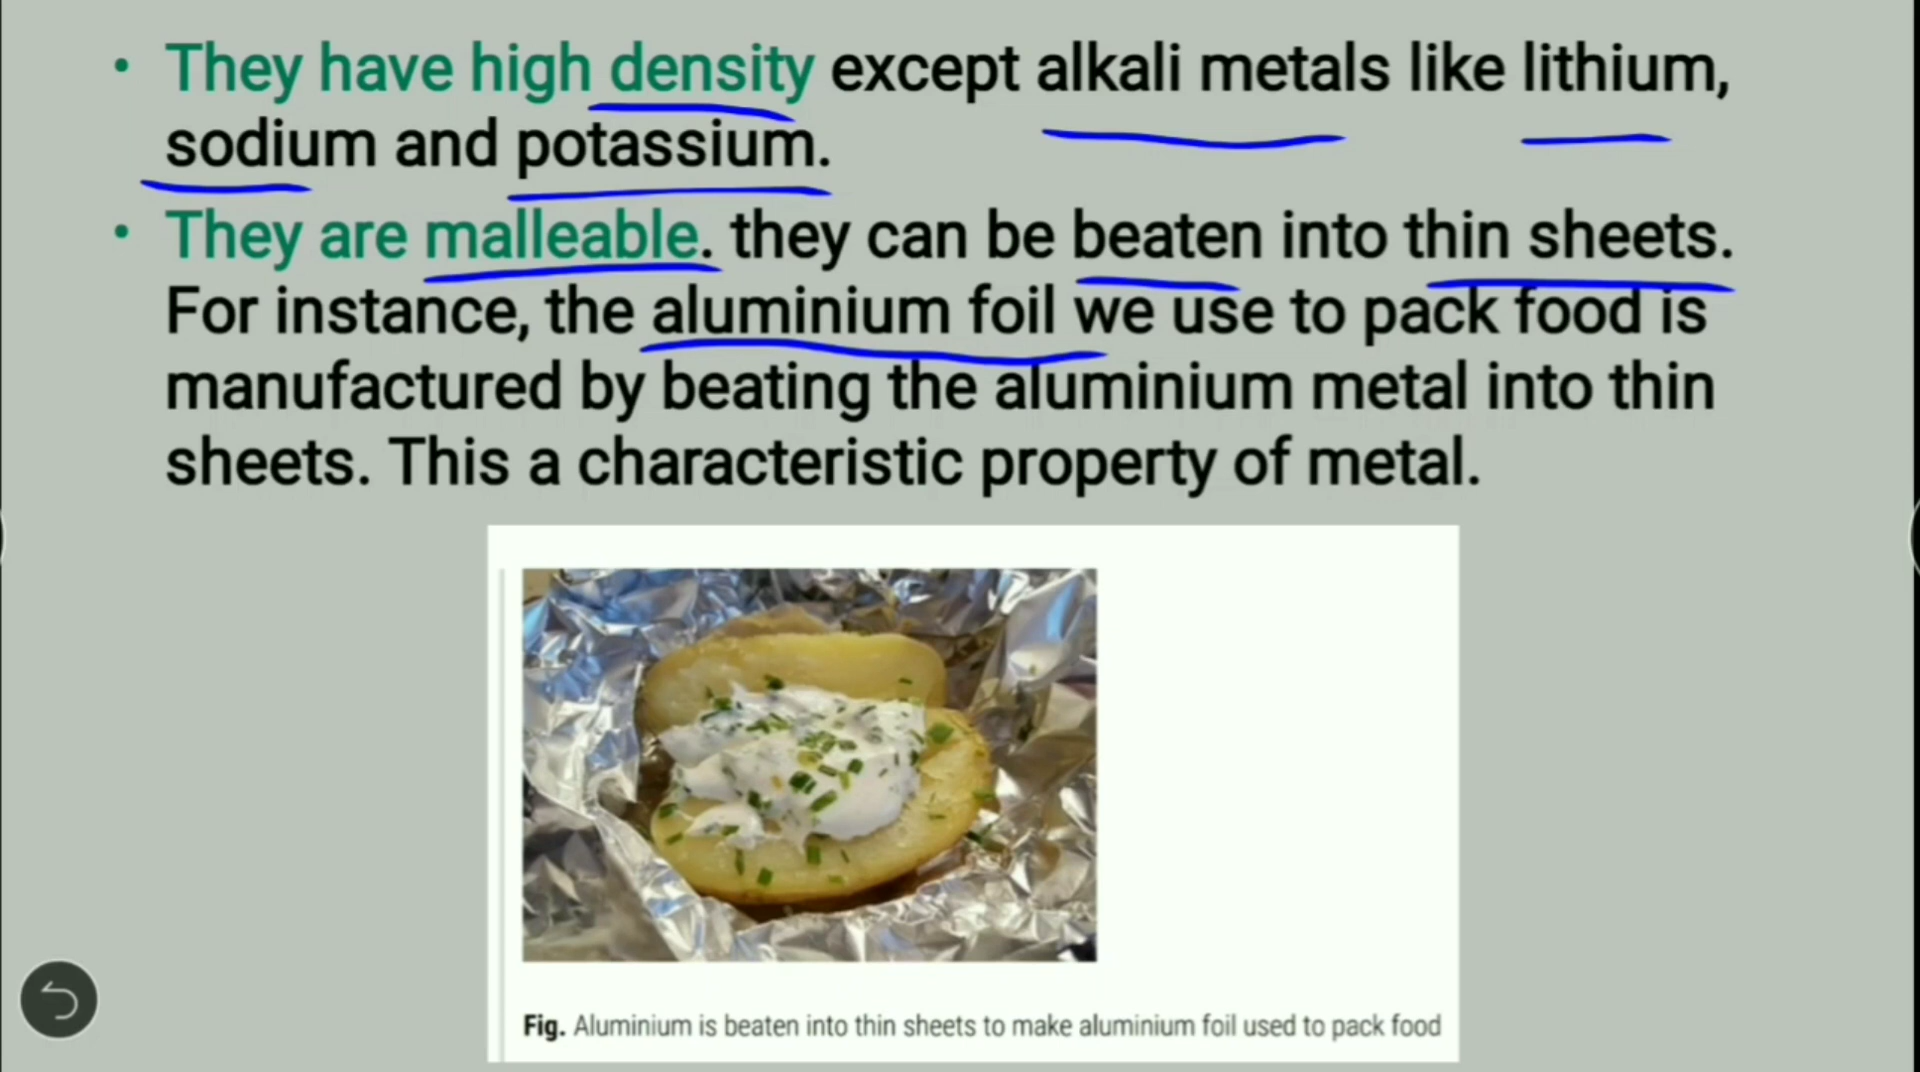 • They have high density except alkali metals like lithium,
sodium and potassium.
• They are malleable. they can be beaten into thin sheets.
For instance, the aluminium foil we use to pack food is
manufactured by beating the aluminium metal into thin
sheets. This a characteristic property of metal.
Fig. Aluminium is beaten into thin sheets to make aluminium foil used to pack food